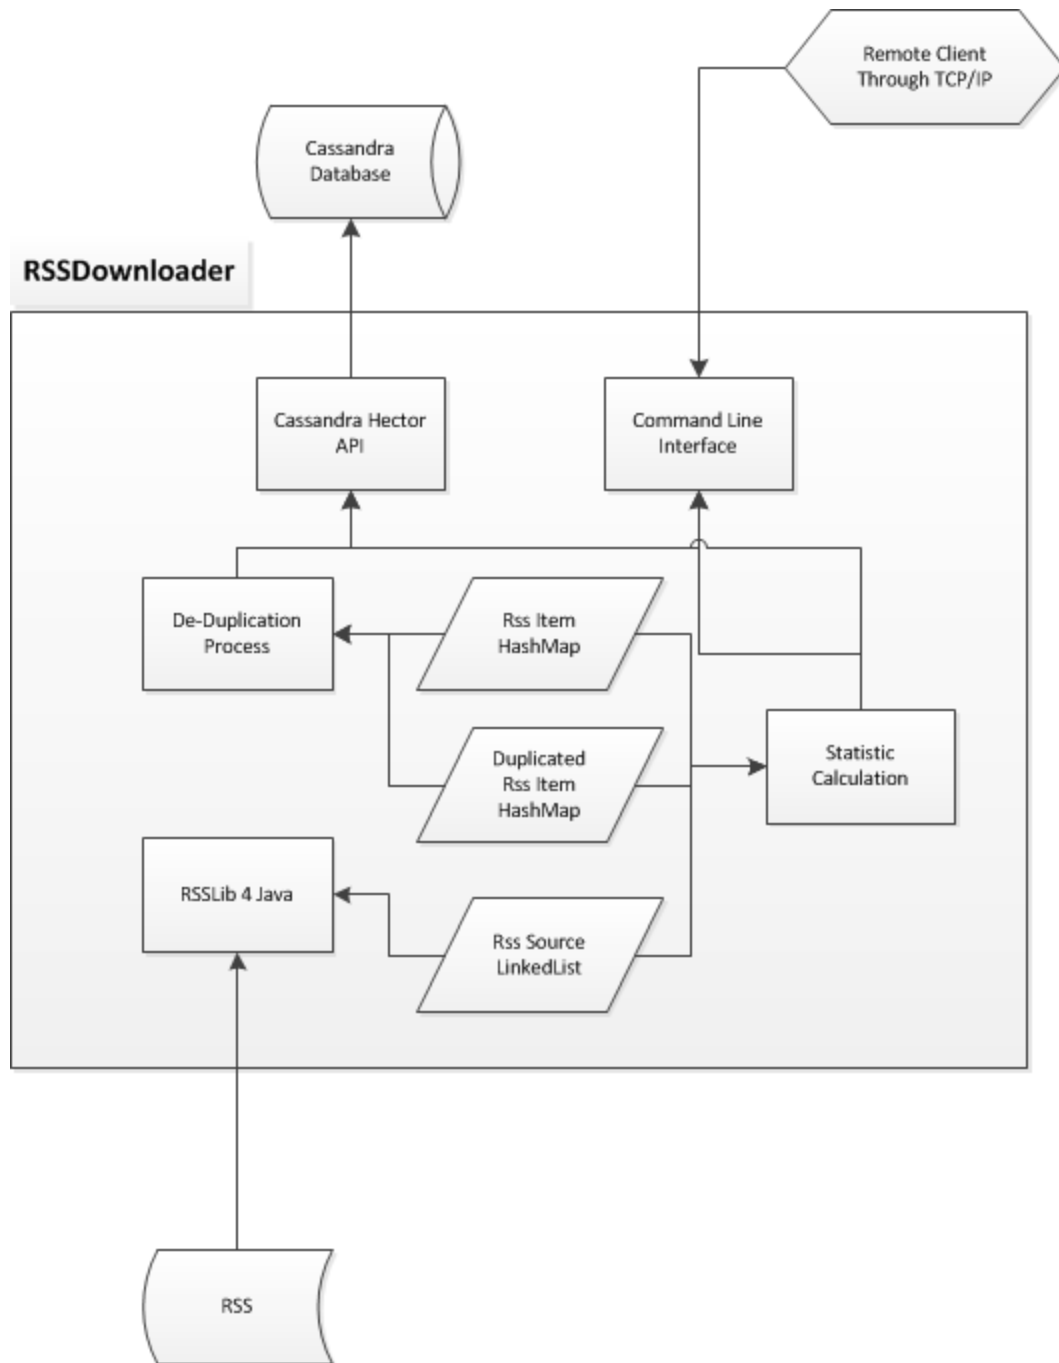 Remote Client
Through TCP/IP
Cassandra
Database
RSSDownloader
Cassandra Hector
API
Command Line
Interface
De-Duplication
Process
Rss Item
HashMap
Duplicated
Rss Item
HashMap
Statistic
Calculation
RSSLib 4 Java
Rss Source
LinkedList
RSS